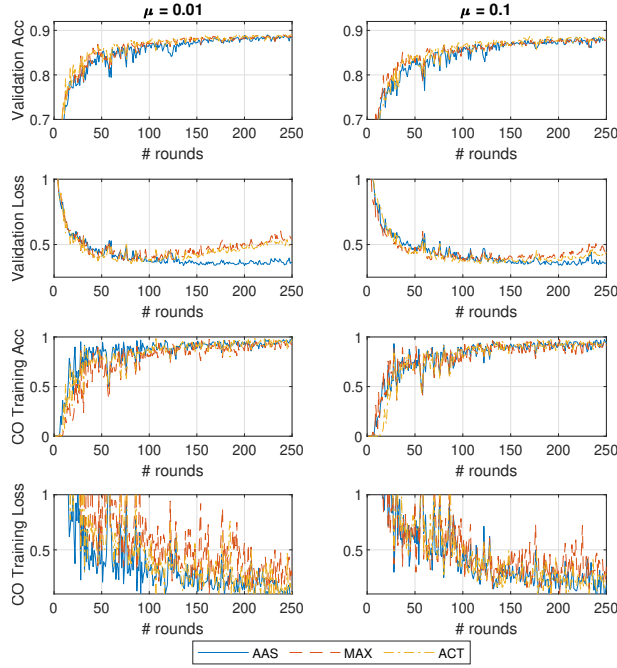 μ = 0.01
μ = 0.1
Validation Acc
0.9
0.8
0.7
0 50 100 150 200 250
# rounds
0.9
0.8
0.7
0 50 100 150 200 250
# rounds
Validation Loss
1
0.5
0 50 100 150 200 250
# rounds
1
0.5
0 50 100 150 200 250
# rounds
CO Training Acc
1
0.5
0
0 50 100 150 200 250
# rounds
1
0.5
0
0 50 100 150 200 250
# rounds
CO Training Loss
1
0.5
0 50 100 150 200 250
# rounds
1
0.5
0 50 100 150 200 250
# rounds
AAS MAX ACT